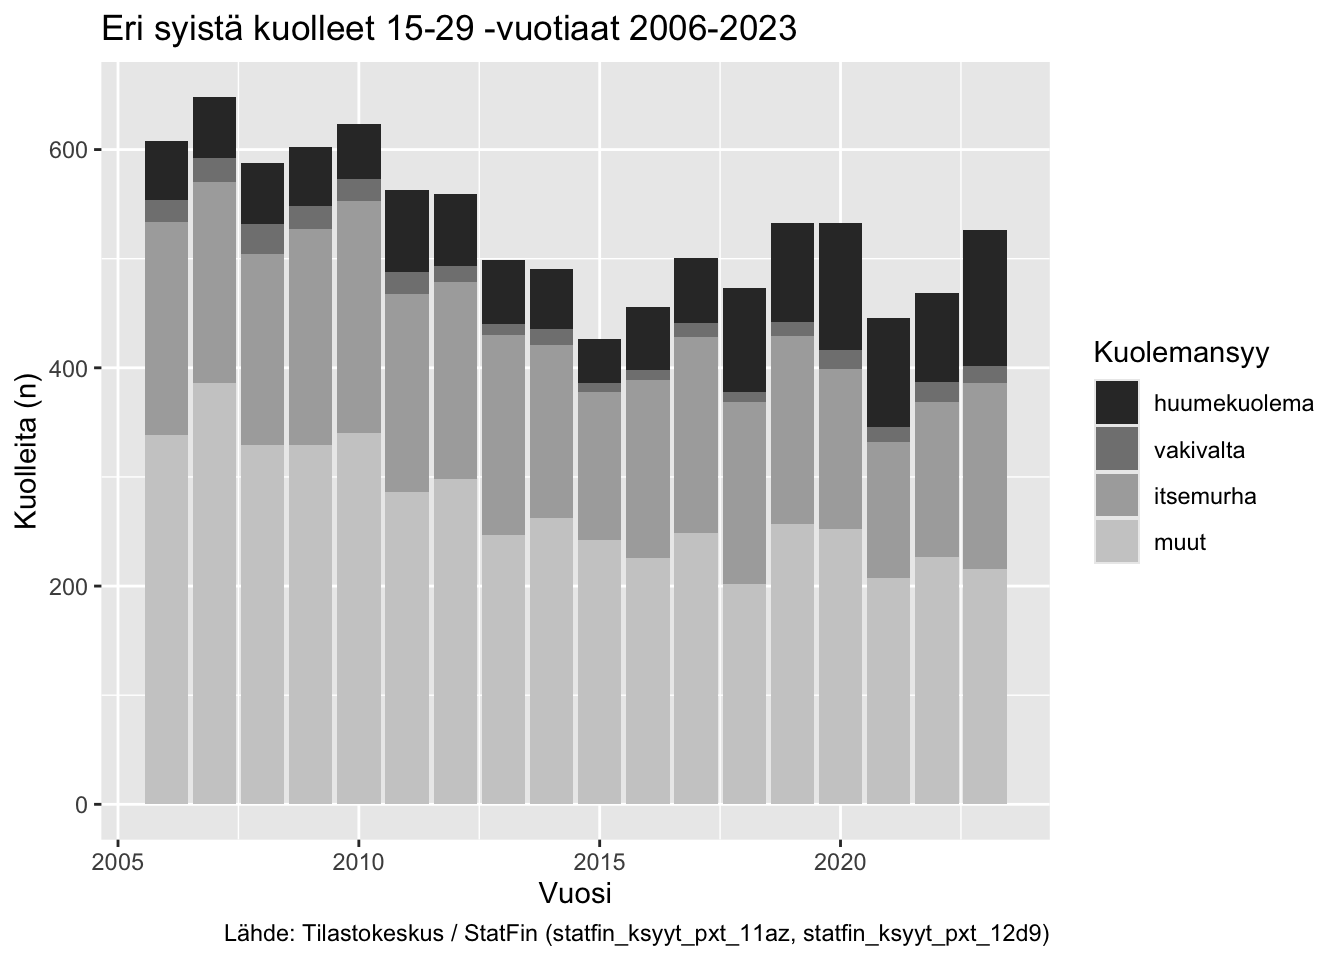 Eri syistä kuolleet 15-29 -vuotiaat 2006-2023
Kuolleita (n)
600
400
200
0
2005
2010
2015
2020
Vuosi
Kuolemansyy
huumekuolema
vakivalta
itsemurha
muut
Lähde: Tilastokeskus / StatFin (statfin_ksyyt_pxt_11az, statfin_ksyyt_pxt_12d9)